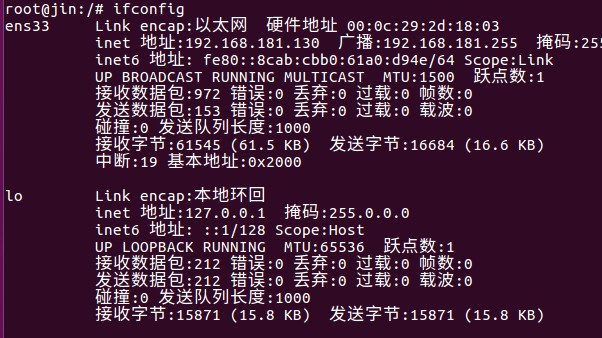 root@jin:/# ifconfig
ens33 Link encap:以太网 硬件地址 00:0c:29:2d:18:03
inet 地址:192.168.181.130 广播:192.168.181.255 掩码:255
inet6 地址: fe80::8cab:cbb0:61a0:d94e/64 Scope:Link
UP BROADCAST RUNNING MULTICAST MTU:1500 跃点数:1
接收数据包:972 错误:0 丢弃:0 过载:0 帧数:0
发送数据包:153 错误:0 丢弃:0 过载:0 载波:0
碰撞:0 发送队列长度:1000
接收字节:61545 (61.5 KB) 发送字节:16684 (16.6 KB)
中断:19 基本地址:0x2000
lo Link encap:本地环回
inet 地址:127.0.0.1 掩码:255.0.0.0
inet6 地址: ::1/128 Scope:Host
UP LOOPBACK RUNNING MTU:65536 跃点数:1
接收数据包:212 错误:0 丢弃:0 过载:0 帧数:0
发送数据包:212 错误:0 丢弃:0 过载:0 载波:0
碰撞:0 发送队列长度:1000
接收字节:15871 (15.8 KB) 发送字节:15871 (15.8 KB)